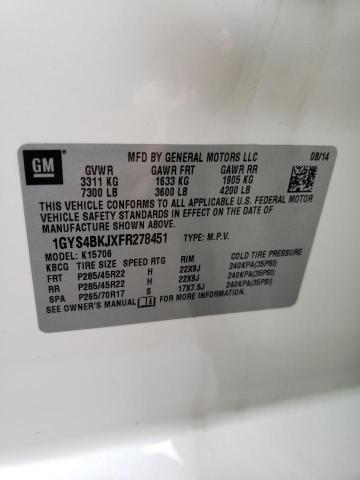 GM
MFD BY GENERAL MOTORS LLC 08/14
GVWR GAWR FRT GAWR RR
3311 KG 1633 KG 1905 KG
7300 LB 3600 LB 4200 LB
THIS VEHICLE CONFORMS TO ALL APPLICABLE U.S. FEDERAL MOTOR
VEHICLE SAFETY STANDARDS IN EFFECT ON THE DATE OF
MANUFACTURE SHOWN ABOVE.
1GYS4BKJXFR278451 TYPE: M.P.V.
MODEL: K15706
KBCG TIRE SIZE SPEED RTG RIM COLD TIRE PRESSURE
FRT P285/45R22 H 22X9J 240KPA(35PSI)
RR P285/45R22 H 22X9J 240KPA(35PSI)
SPA P265/70R17 S 17X7.5J 240KPA(35PSI)
SEE OWNER'S MANUAL FOR MORE INFORMATION.